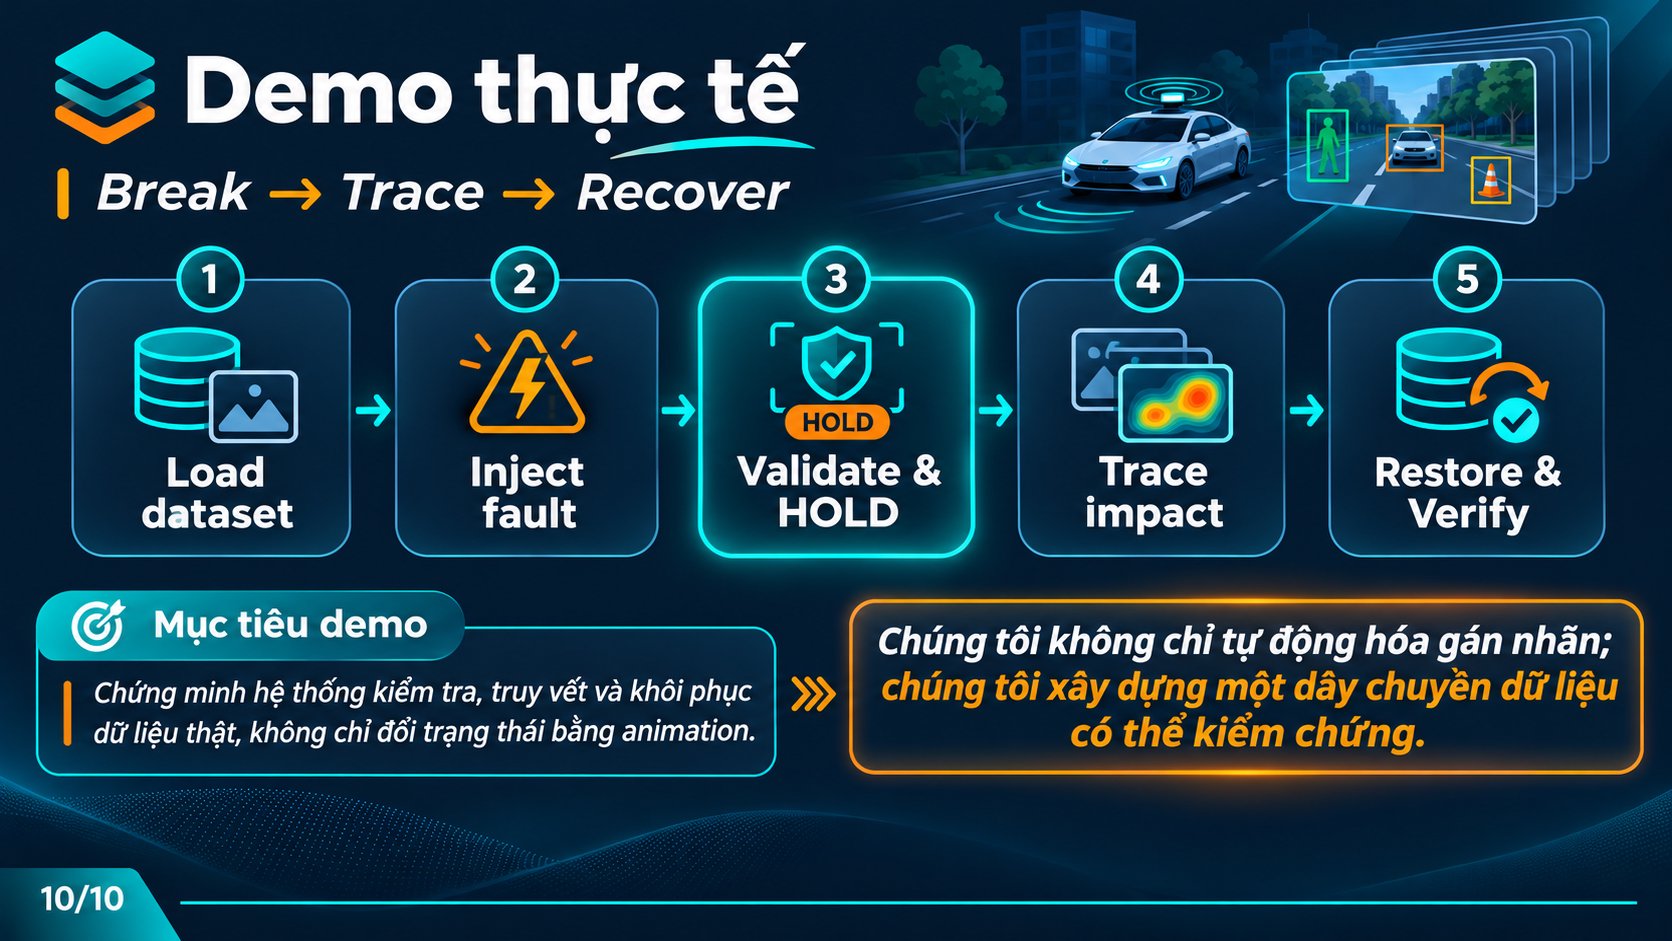 Demo thực tế
Break → Trace → Recover
1
Load
dataset
2
Inject
fault
3
HOLD
Validate &
HOLD
4
Trace
impact
5
Restore &
Verify
Mục tiêu demo
Chứng minh hệ thống kiểm tra, truy vết và khôi phục
dữ liệu thật, không chỉ đổi trạng thái bằng animation.
Chúng tôi không chỉ tự động hóa gán nhãn;
chúng tôi xây dựng một dây chuyền dữ liệu
có thể kiểm chứng.
10/10